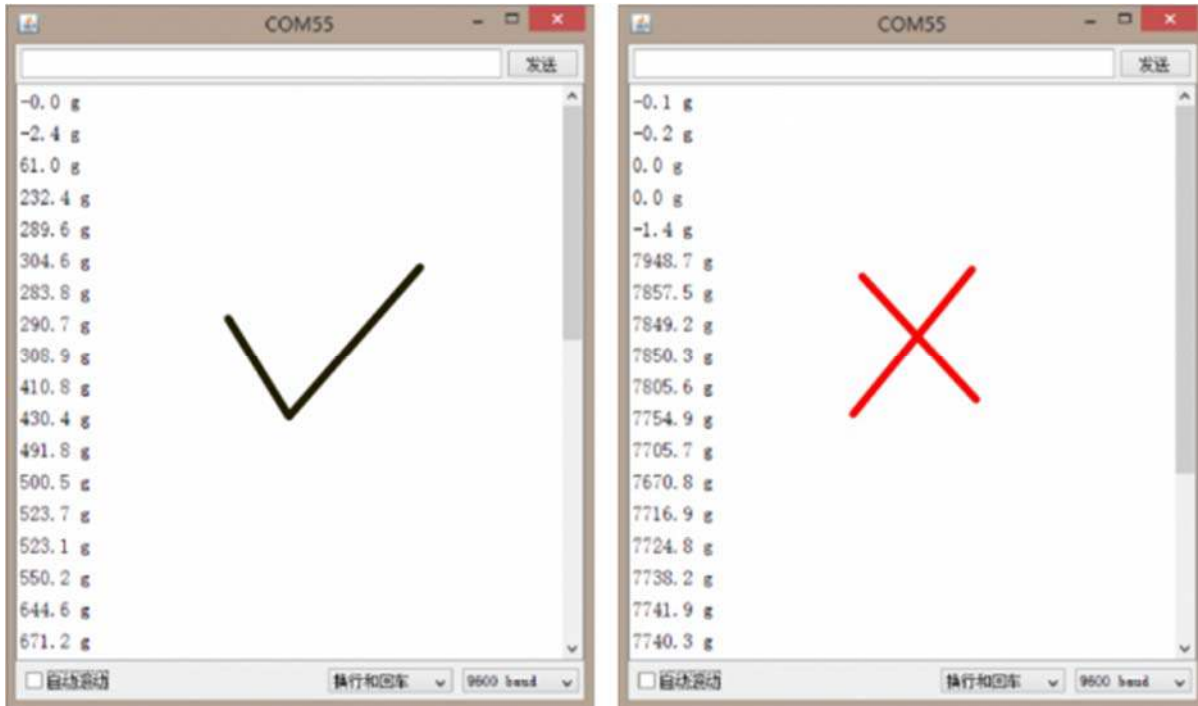 COM55
发送
-0.0 g
-2.4 g
61.0 g
232.4 g
289.6 g
304.6 g
283.8 g
290.7 g
308.9 g
410.8 g
430.4 g
491.8 g
500.5 g
523.7 g
523.1 g
550.2 g
644.6 g
671.2 g
自动滚动
换行和回车
9600 baud
COM55
发送
-0.1 g
-0.2 g
0.0 g
0.0 g
-1.4 g
7948.7 g
7857.5 g
7849.2 g
7850.3 g
7805.6 g
7754.9 g
7705.7 g
7670.8 g
7716.9 g
7724.8 g
7738.2 g
7741.9 g
7740.3 g
自动滚动
换行和回车
9600 baud